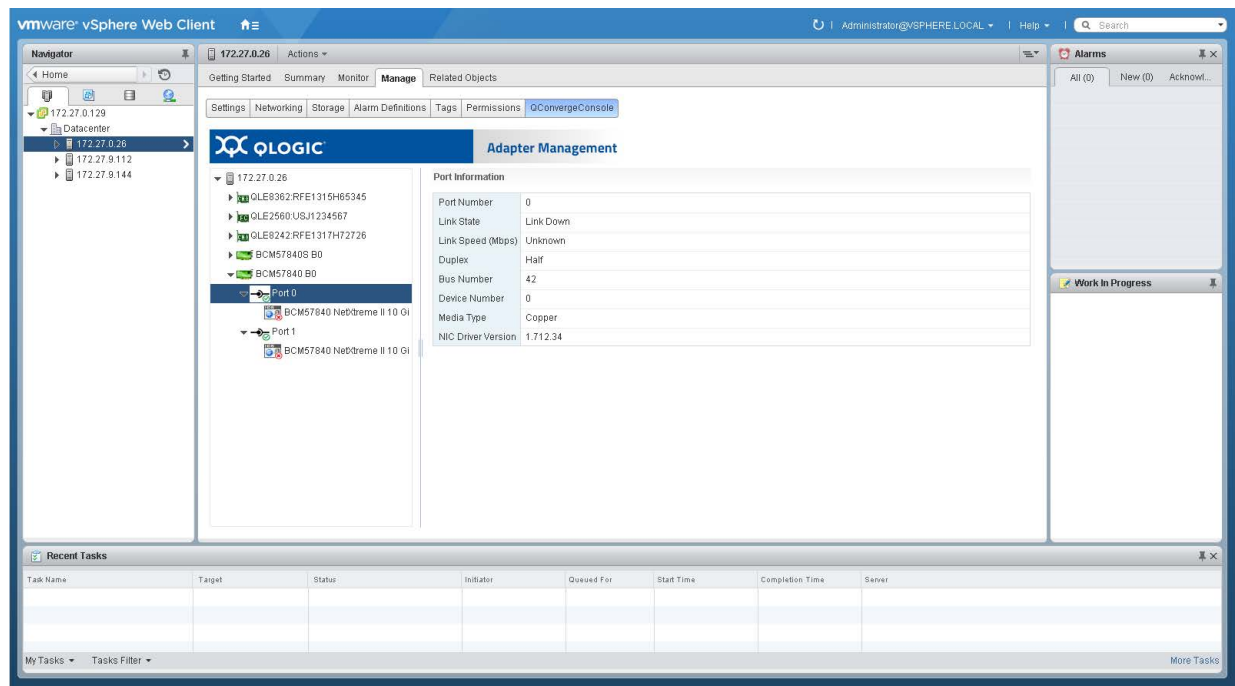 vmware® vSphere Web Client
Administrator@VSPHERE.LOCAL | Help | Search
Navigator
Home
172.27.0.129
Datacenter
172.27.0.26
172.27.9.112
172.27.9.144
172.27.0.26 Actions
Getting Started Summary Monitor Manage Related Objects
Settings Networking Storage Alarm Definitions Tags Permissions QConvergeConsole
QLOGIC Adapter Management
172.27.0.26
QLE8362:RFE1315H65345
QLE2560:USJ1234567
QLE8242:RFE1317H72726
BCM57840S B0
BCM57840 B0
Port 0
BCM57840 NetXtreme II 10 Gi
Port 1
BCM57840 NetXtreme II 10 Gi
Port Information
Port Number 0
Link State Link Down
Link Speed (Mbps) Unknown
Duplex Half
Bus Number 42
Device Number 0
Media Type Copper
NIC Driver Version 1.712.34
Alarms
All (0) New (0) Acknowl...
Work In Progress
Recent Tasks
Task Name Target Status Initiator Queued For Start Time Completion Time Server
My Tasks Tasks Filter More Tasks